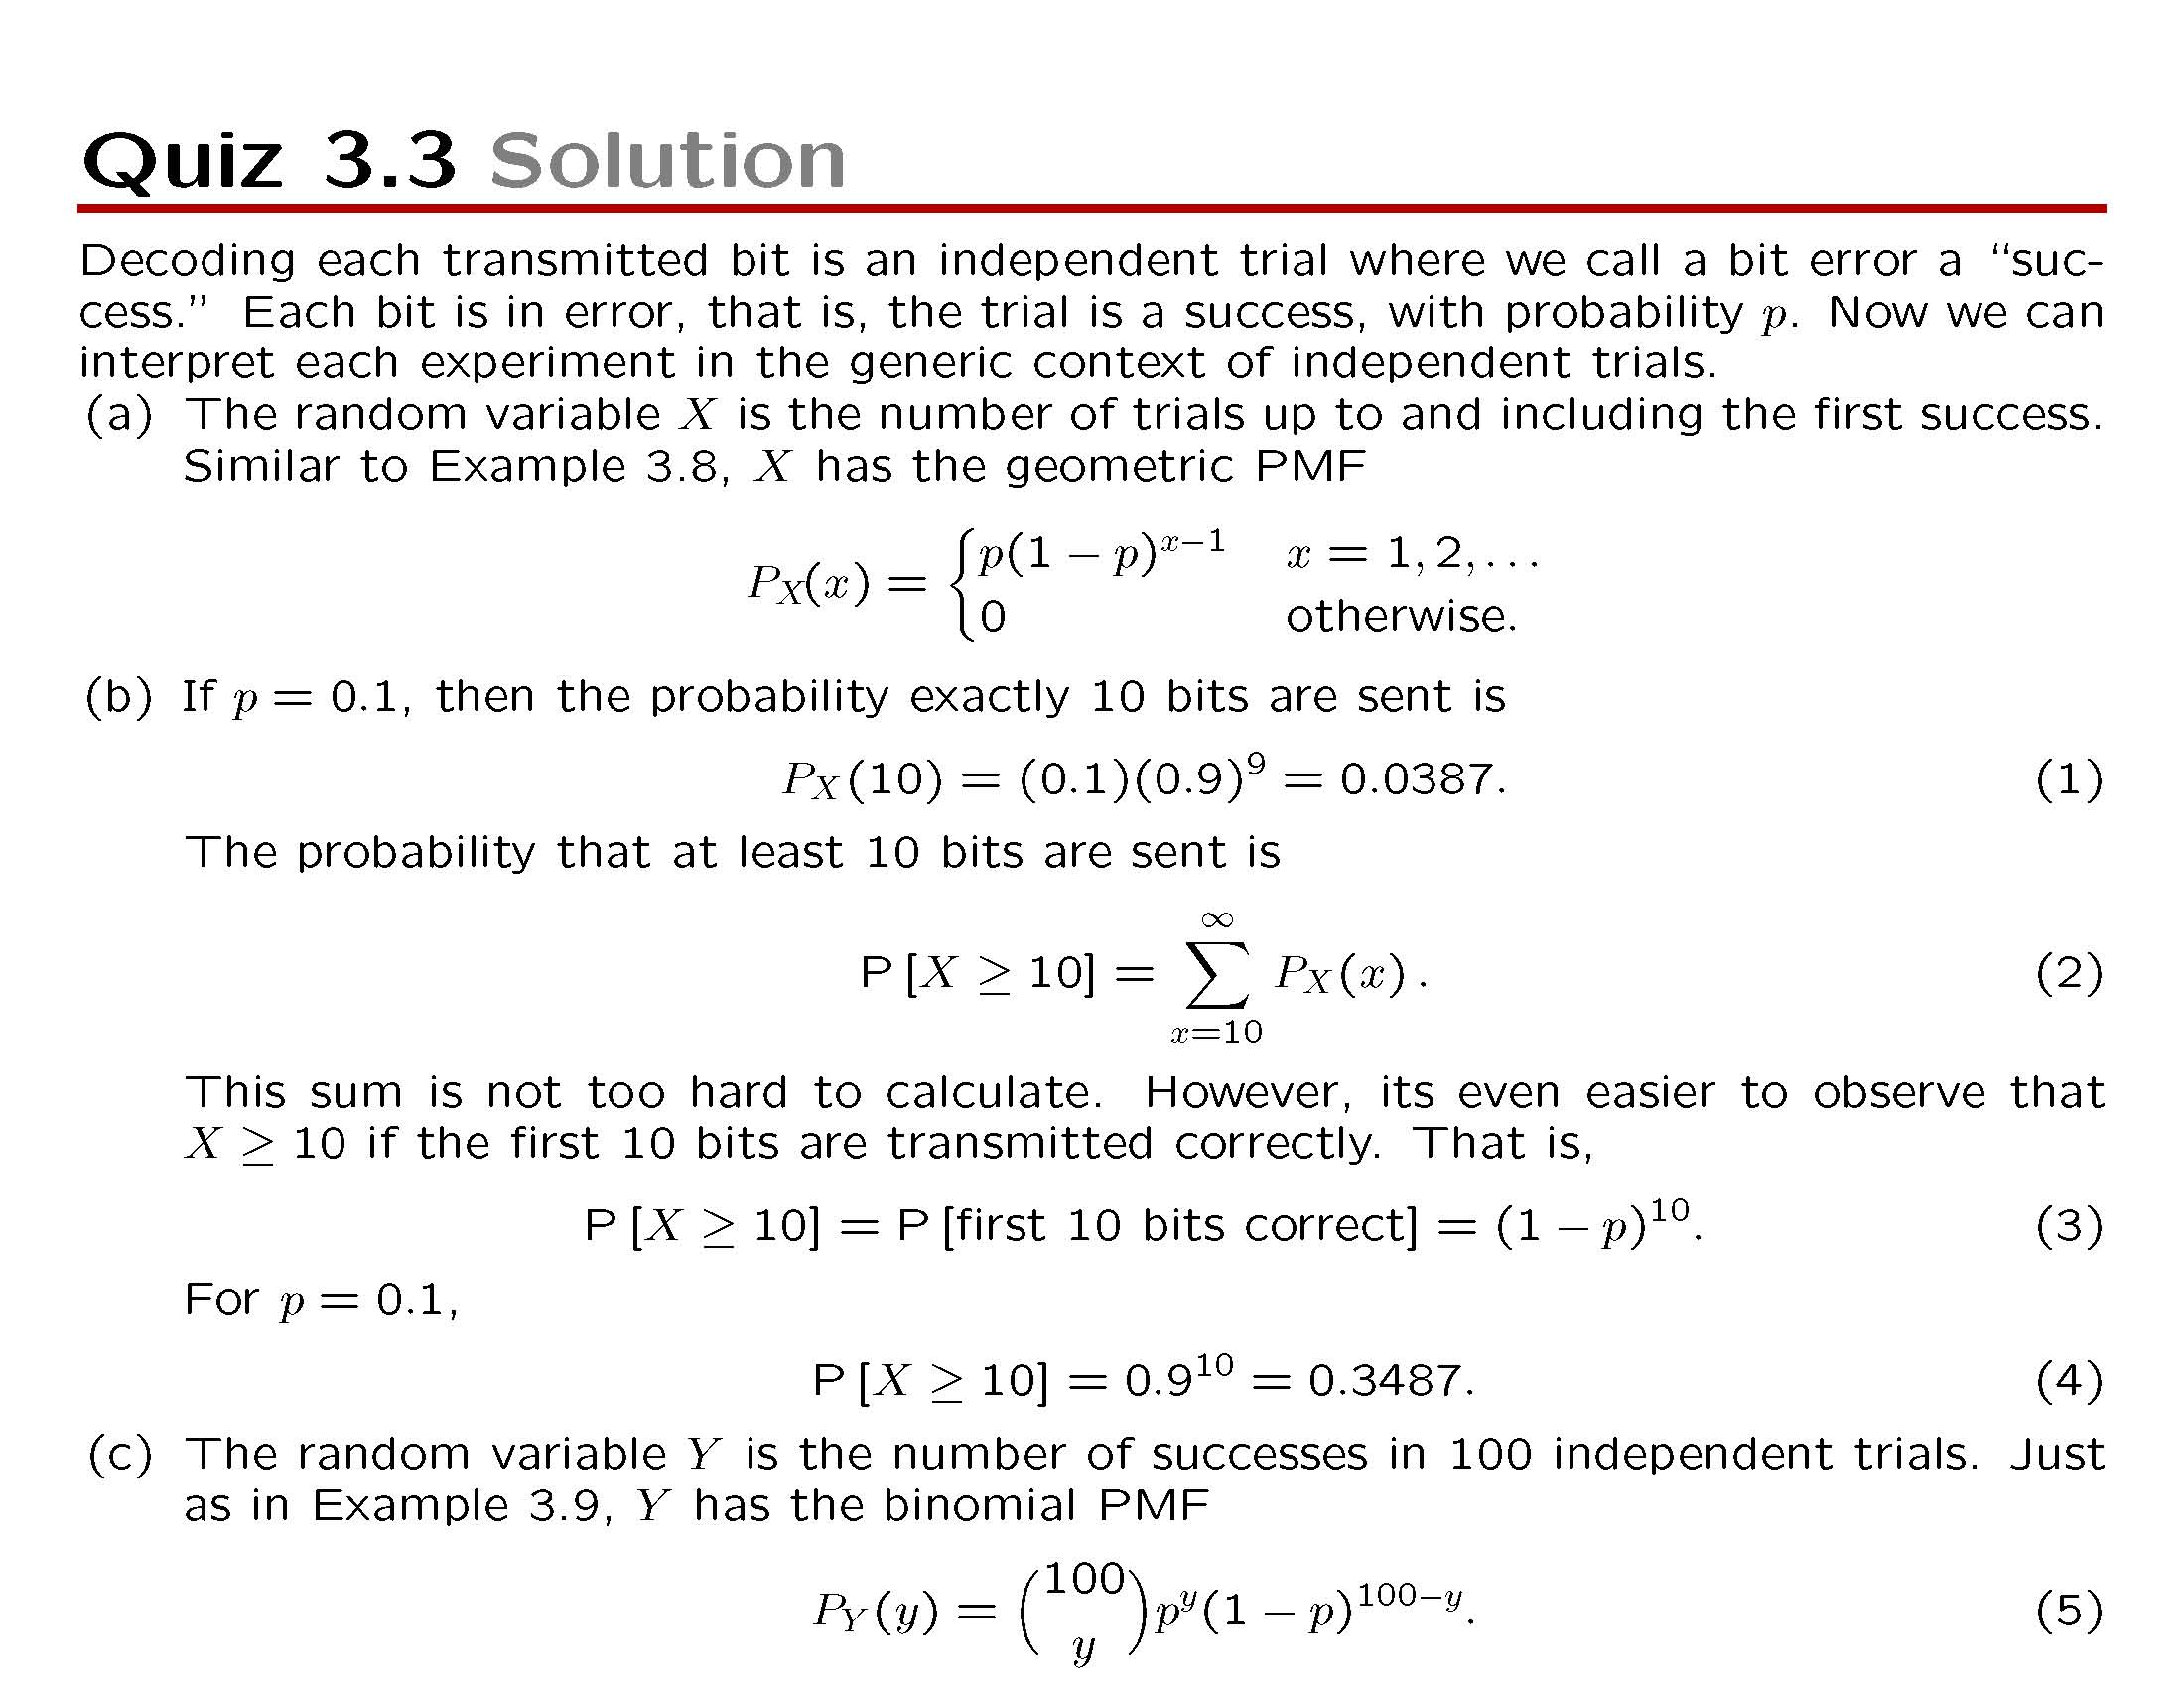 Quiz 3.3 Solution
Decoding each transmitted bit is an independent trial where we call a bit error a “suc-
cess.” Each bit is in error, that is, the trial is a success, with probability p. Now we can
interpret each experiment in the generic context of independent trials.
(a) The random variable X is the number of trials up to and including the first success.
Similar to Example 3.8, X has the geometric PMF
P_X(x) = { p(1 − p)^{x−1} x = 1, 2, . . .
0 otherwise.
(b) If p = 0.1, then the probability exactly 10 bits are sent is
P_X(10) = (0.1)(0.9)^9 = 0.0387. (1)
The probability that at least 10 bits are sent is
P [X ≥ 10] = ∑_{x=10}^{∞} P_X(x) . (2)
This sum is not too hard to calculate. However, its even easier to observe that
X ≥ 10 if the first 10 bits are transmitted correctly. That is,
P [X ≥ 10] = P [first 10 bits correct] = (1 − p)^{10}. (3)
For p = 0.1,
P [X ≥ 10] = 0.9^{10} = 0.3487. (4)
(c) The random variable Y is the number of successes in 100 independent trials. Just
as in Example 3.9, Y has the binomial PMF
P_Y(y) = \binom{100}{y} p^y(1 − p)^{100−y}. (5)